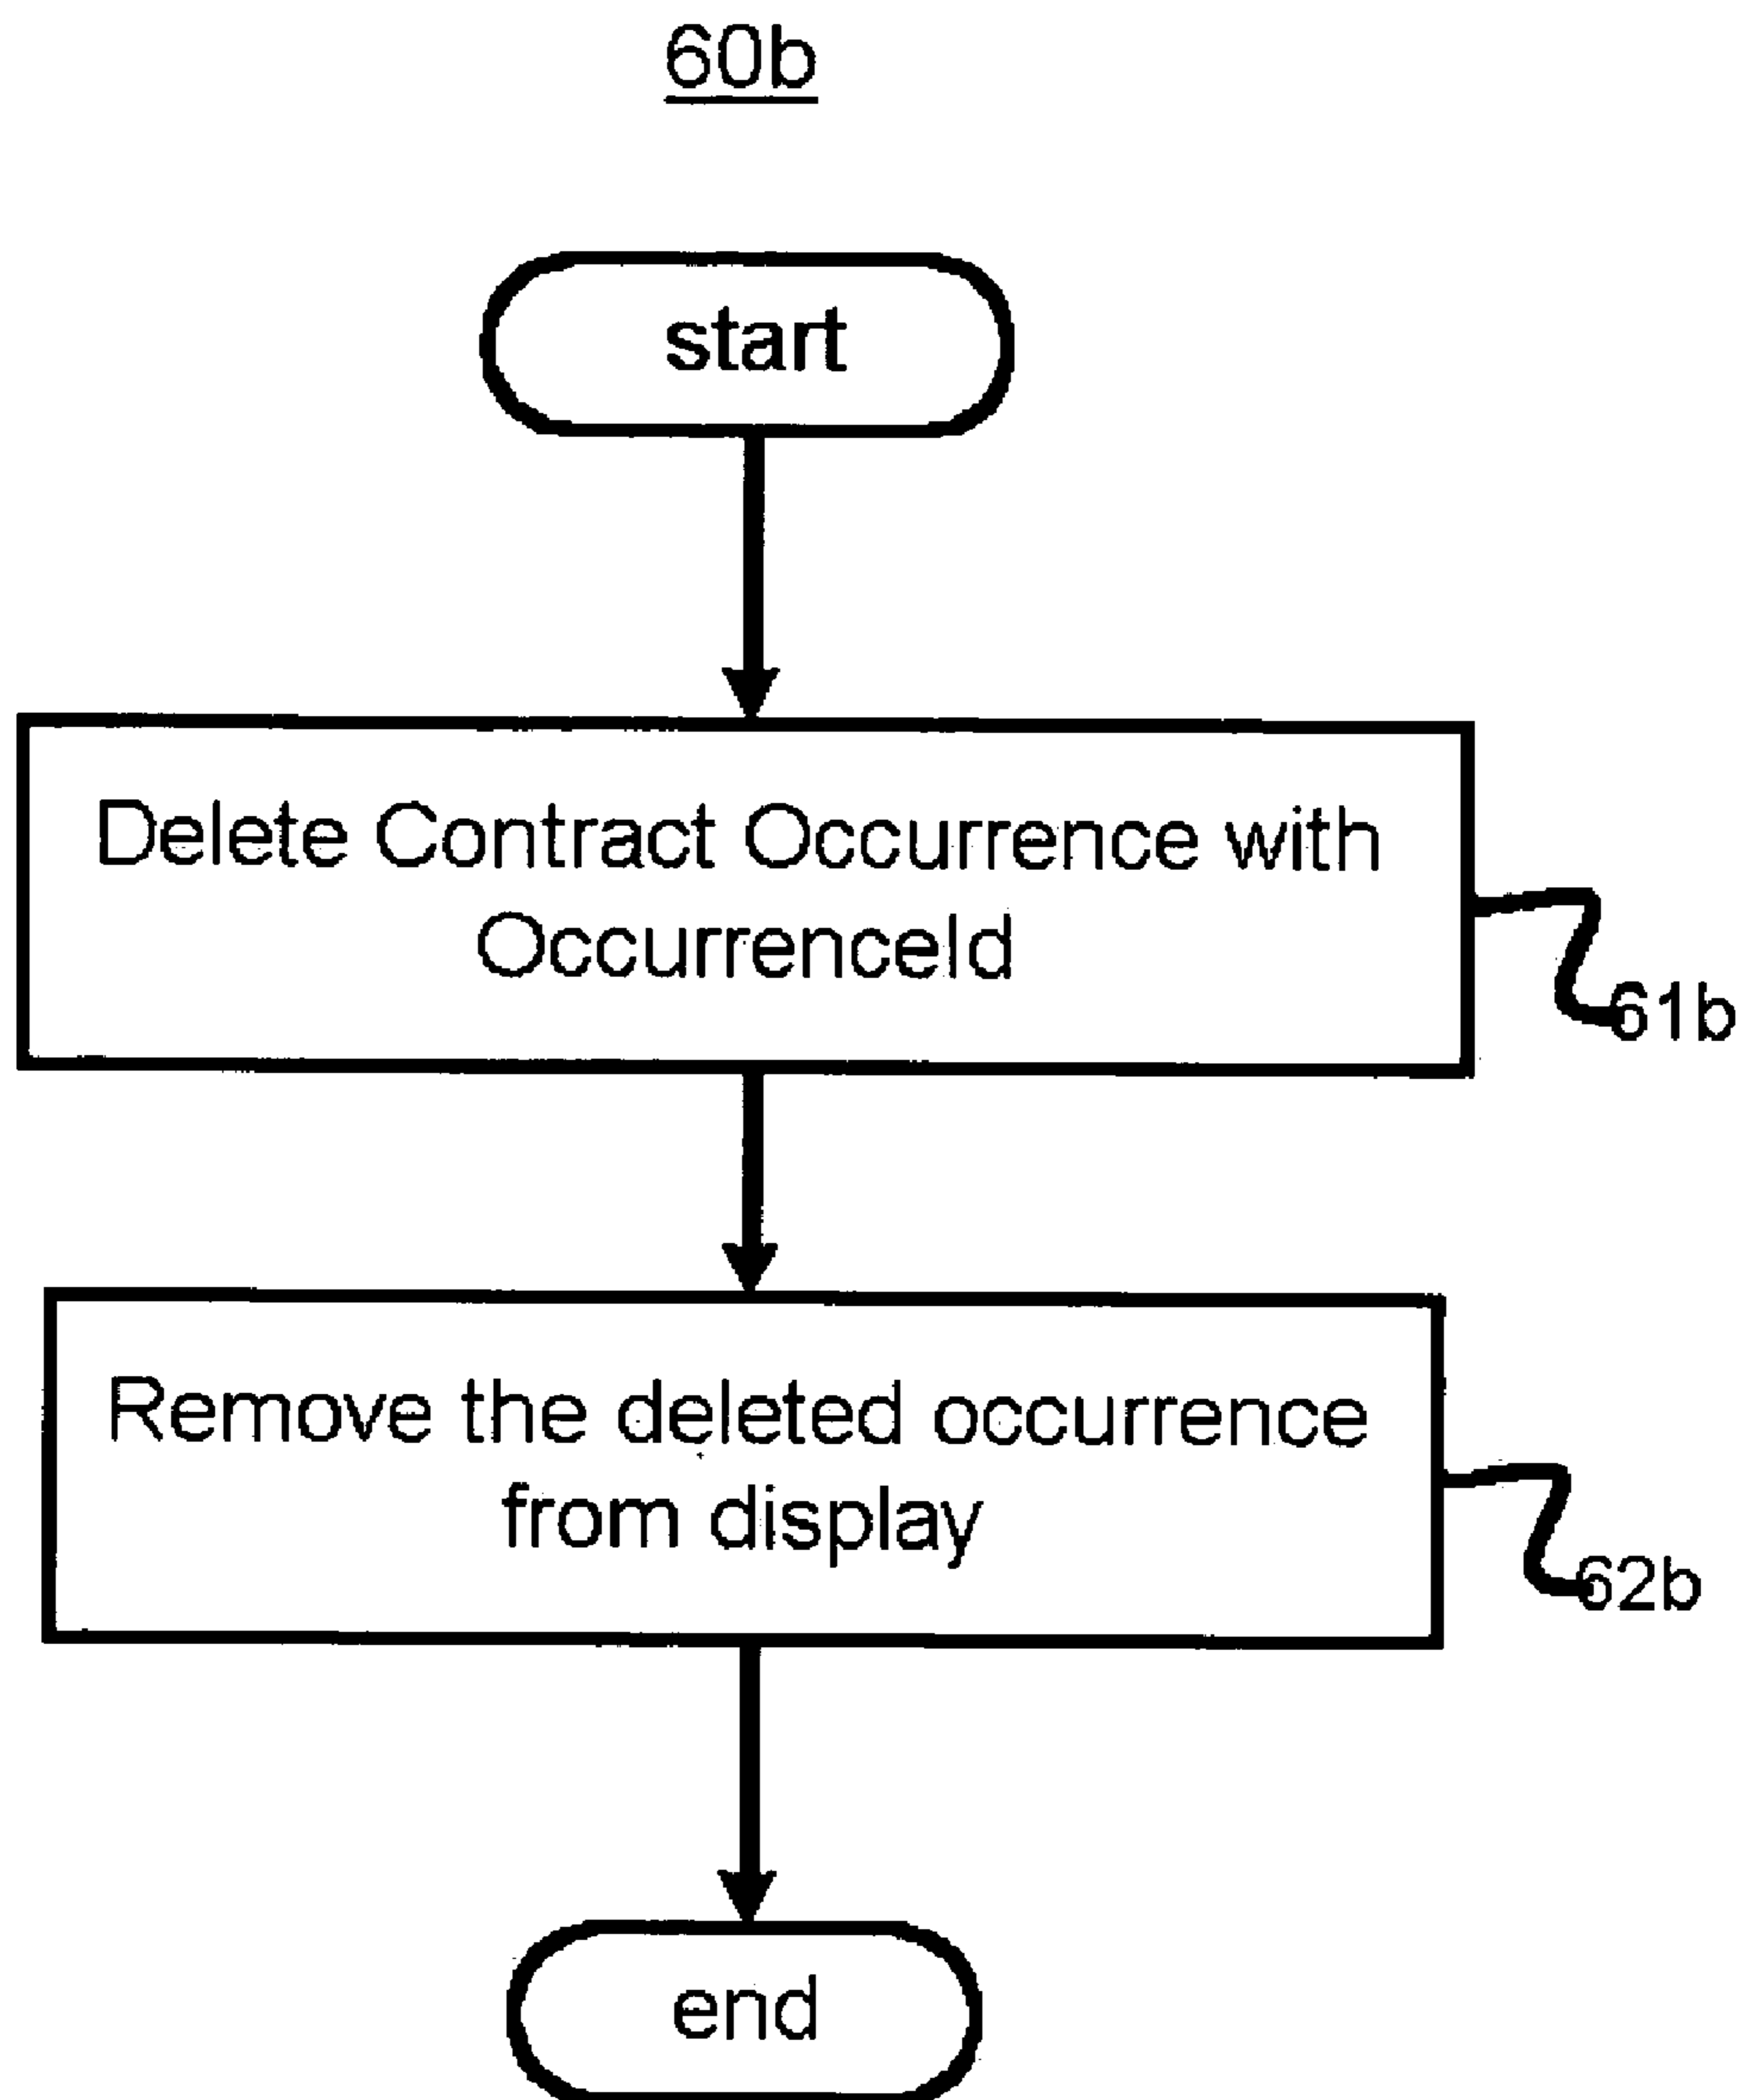 60b
start
Delete Contract Occurrence with
OccurrenceId
61b
Remove the deleted occurrence
from display
62b
end